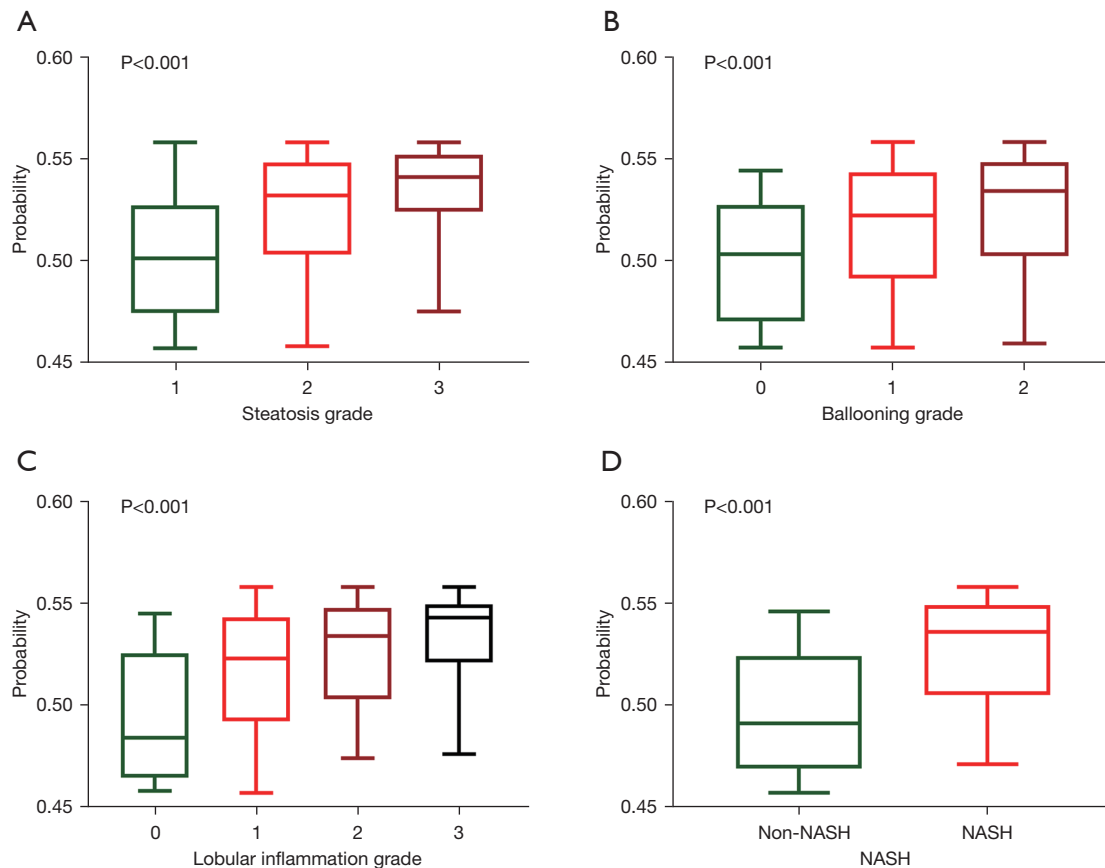 A
P<0.001
0.60
0.55
0.50
0.45
Probability
1 2 3
Steatosis grade
B
P<0.001
0.60
0.55
0.50
0.45
Probability
0 1 2
Ballooning grade
C
P<0.001
0.60
0.55
0.50
0.45
Probability
0 1 2 3
Lobular inflammation grade
D
P<0.001
0.60
0.55
0.50
0.45
Probability
Non-NASH NASH
NASH